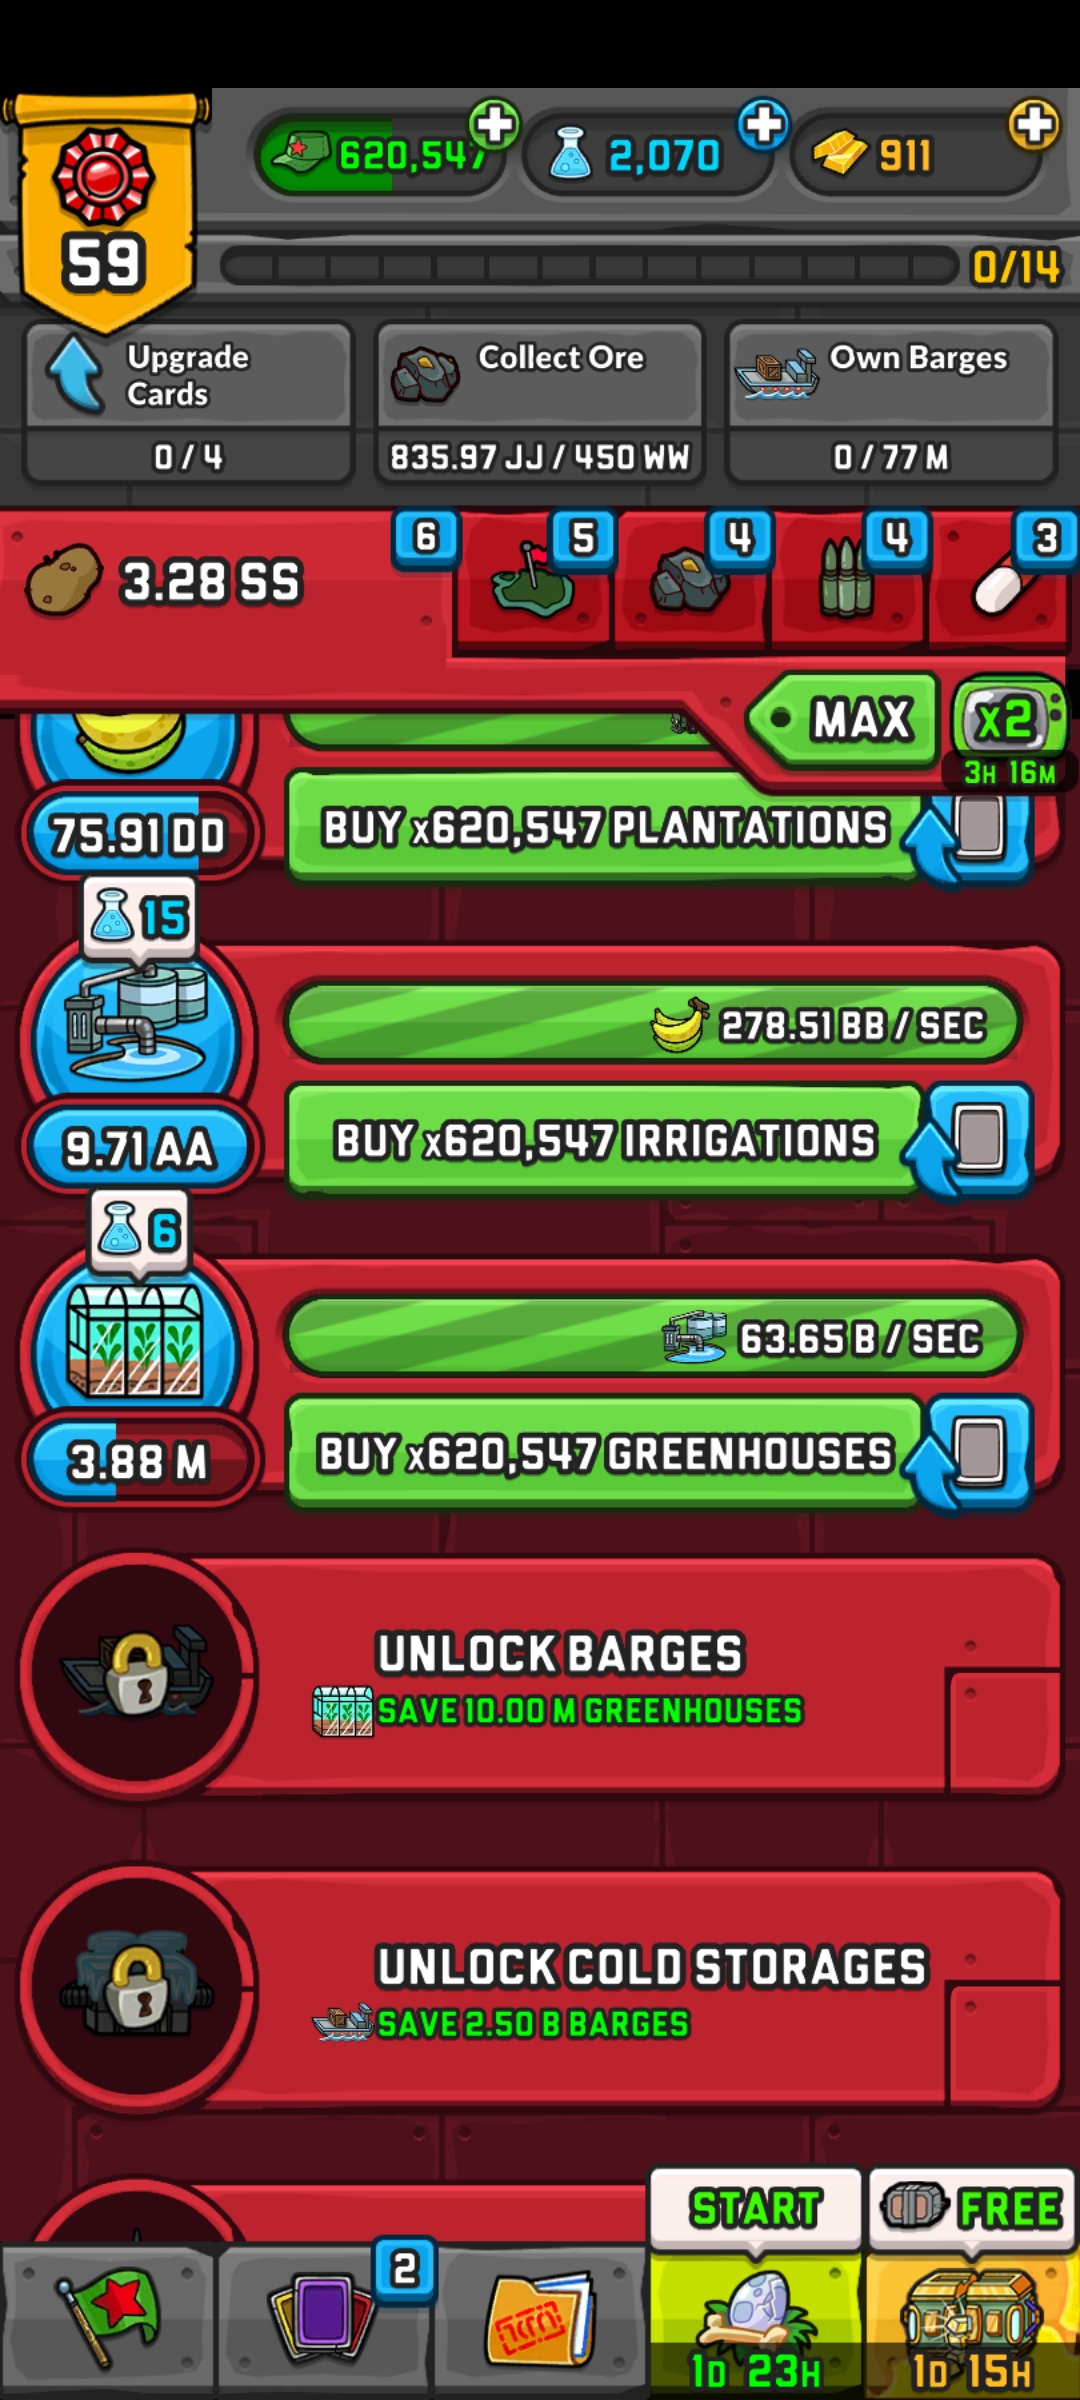 620,547
2,070
911
59
0/14
Upgrade
Cards
0 / 4
Collect Ore
835.97 JJ / 450 WW
Own Barges
0 / 77 M
3.28 SS
6
5
4
4
3
MAX
x2
3H 16M
75.91 DD
BUY x620,547 PLANTATIONS
15
278.51 BB / SEC
9.71 AA
BUY x620,547 IRRIGATIONS
6
63.65 B / SEC
3.88 M
BUY x620,547 GREENHOUSES
UNLOCK BARGES
SAVE 10.00 M GREENHOUSES
UNLOCK COLD STORAGES
SAVE 2.50 B BARGES
START
FREE
2
1D 23H
1D 15H